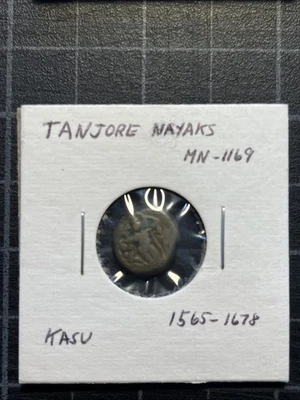 TANJORE NAYAKS
MN-1169
1565-1678
KASU